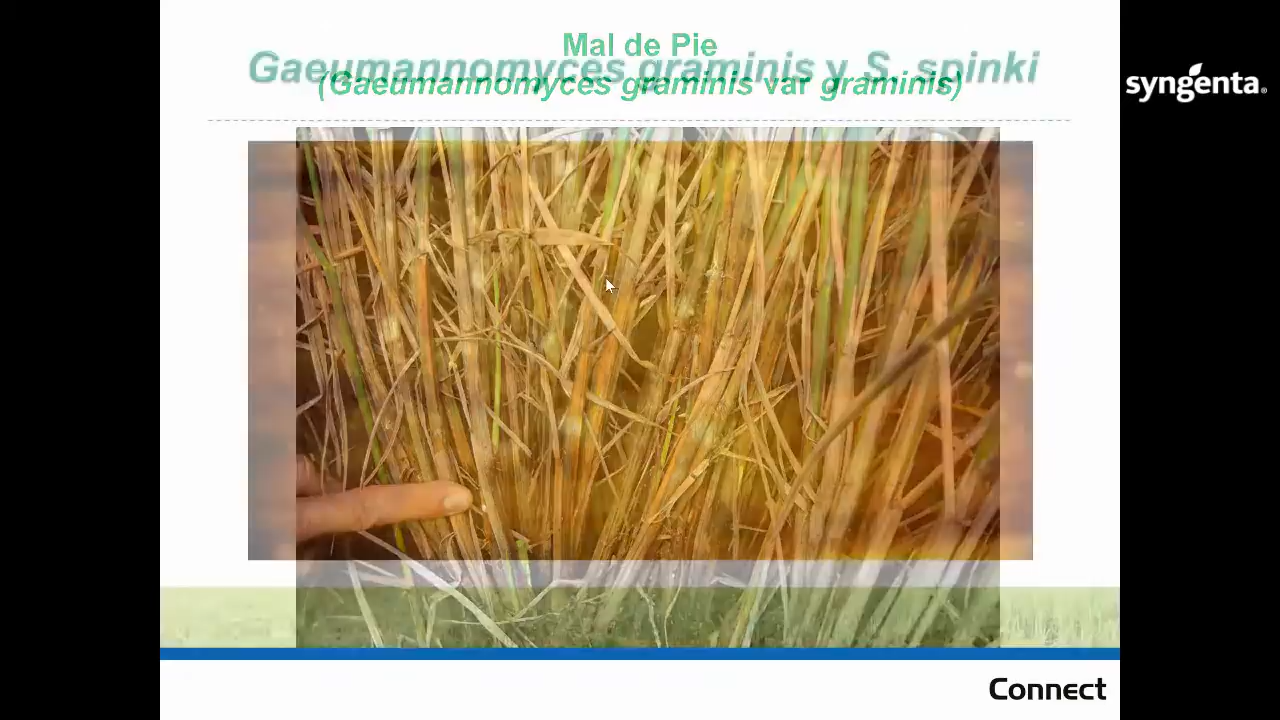 Mal de Pie
Gaeumannomyces graminis y S. spinki
(Gaeumannomyces graminis var graminis)
syngenta®
Connect